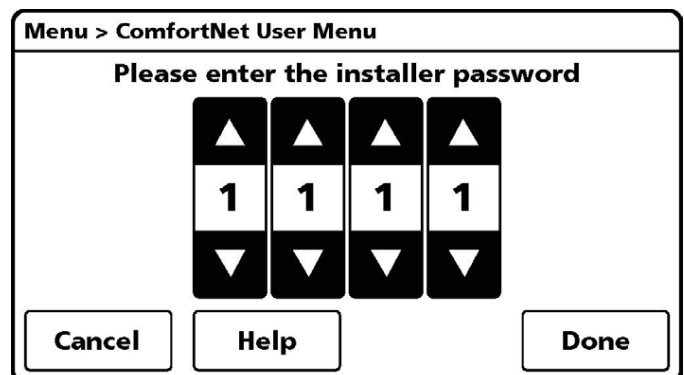 Menu > ComfortNet User Menu
Please enter the installer password
1 1 1 1
Cancel Help Done